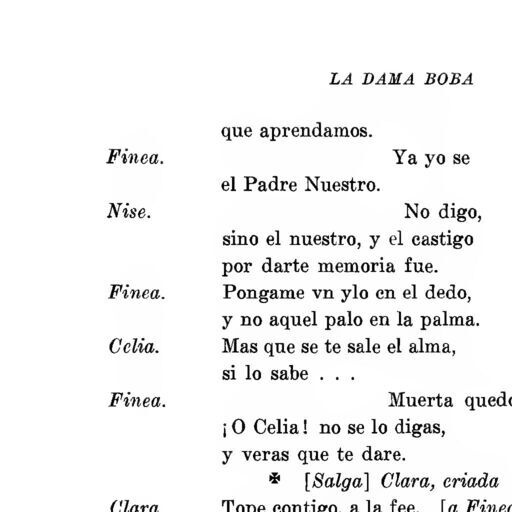 LA DAMA BOBA
que aprendamos.
Finea. Ya yo se
el Padre Nuestro.
Nise. No digo,
sino el nuestro, y el castigo
por darte memoria fue.
Finea. Pongame vn ylo en el dedo,
y no aquel palo en la palma.
Celia. Mas que se te sale el alma,
si lo sabe . . .
Finea. Muerta quedo
¡O Celia! no se lo digas,
y veras que te dare.
✠ [Salga] Clara, criada
Clara Tope contigo, a la fee. [a Finea